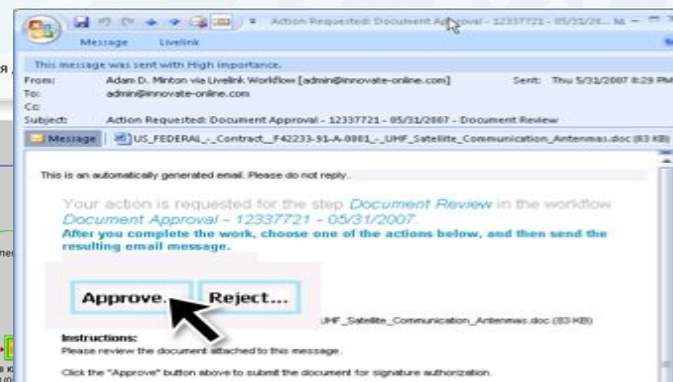 Action Requested: Document Approval - 12337721 - 05/31/20... M
Message Livelink
This message was sent with High importance.
From: Adam D. Minton via Livelink Workflow [admin@innovate-online.com] Sent: Thu 5/31/2007 8:29 PM
To: admin@innovate-online.com
Cc:
Subject: Action Requested: Document Approval - 12337721 - 05/31/2007 - Document Review
Message US_FEDERAL_-_Contract__F42233-91-A-0001_-_UHF_Satellite_Communication_Antennas.doc (83 KB)
This is an automatically generated email. Please do not reply.
Your action is requested for the step Document Review in the workflow
Document Approval - 12337721 - 05/31/2007.
After you complete the work, choose one of the actions below, and then send the
resulting email message.
Approve... Reject...
UHF_Satellite_Communication_Antennas.doc (83 KB)
Instructions:
Please review the document attached to this message.
Click the "Approve" button above to submit the document for signature authorization.